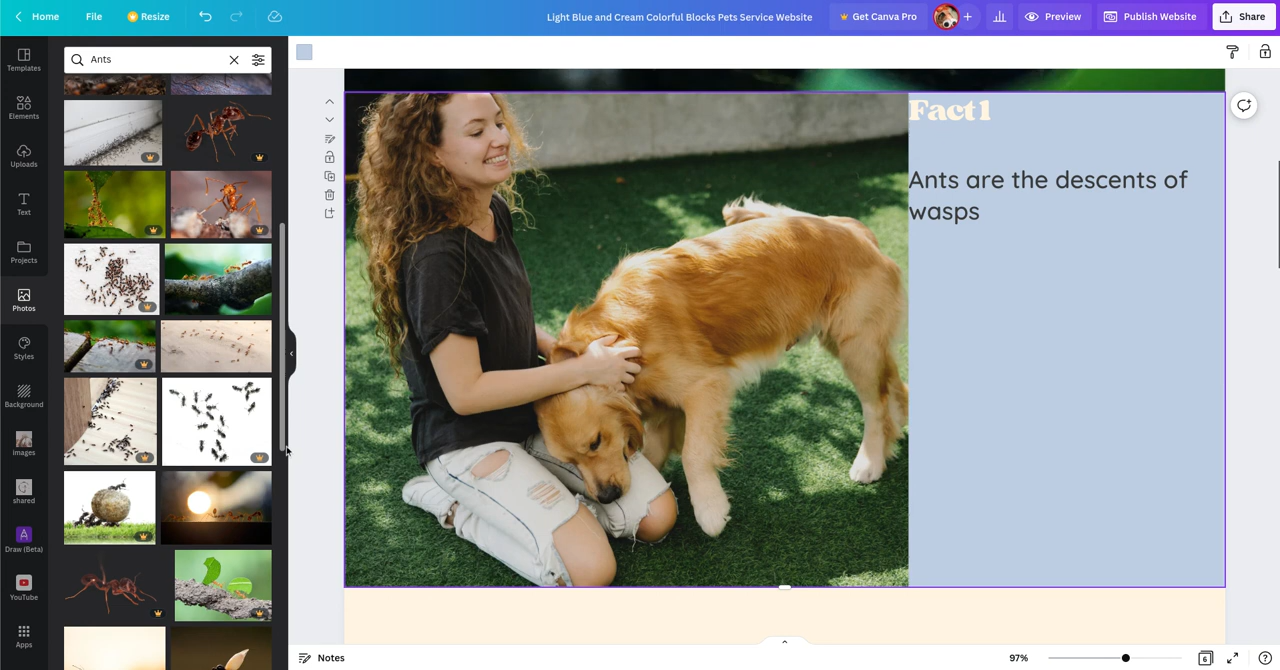 Home
File
Resize
Light Blue and Cream Colorful Blocks Pets Service Website
Get Canva Pro
Preview
Publish Website
Share
Templates
Elements
Uploads
Text
Projects
Photos
Styles
Background
images
shared
Draw (Beta)
YouTube
Apps
Ants
Fact 1
Ants are the descents of
wasps
Notes
97%
6